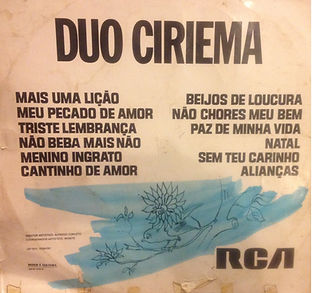 DUO CIRIEMA
MAIS UMA LIÇÃO
MEU PECADO DE AMOR
TRISTE LEMBRANÇA
NÃO BEBA MAIS NÃO
MENINO INGRATO
CANTINHO DE AMOR
BEIJOS DE LOUCURA
NÃO CHORES MEU BEM
PAZ DE MINHA VIDA
NATAL
SEM TEU CARINHO
ALIANÇAS
RCA